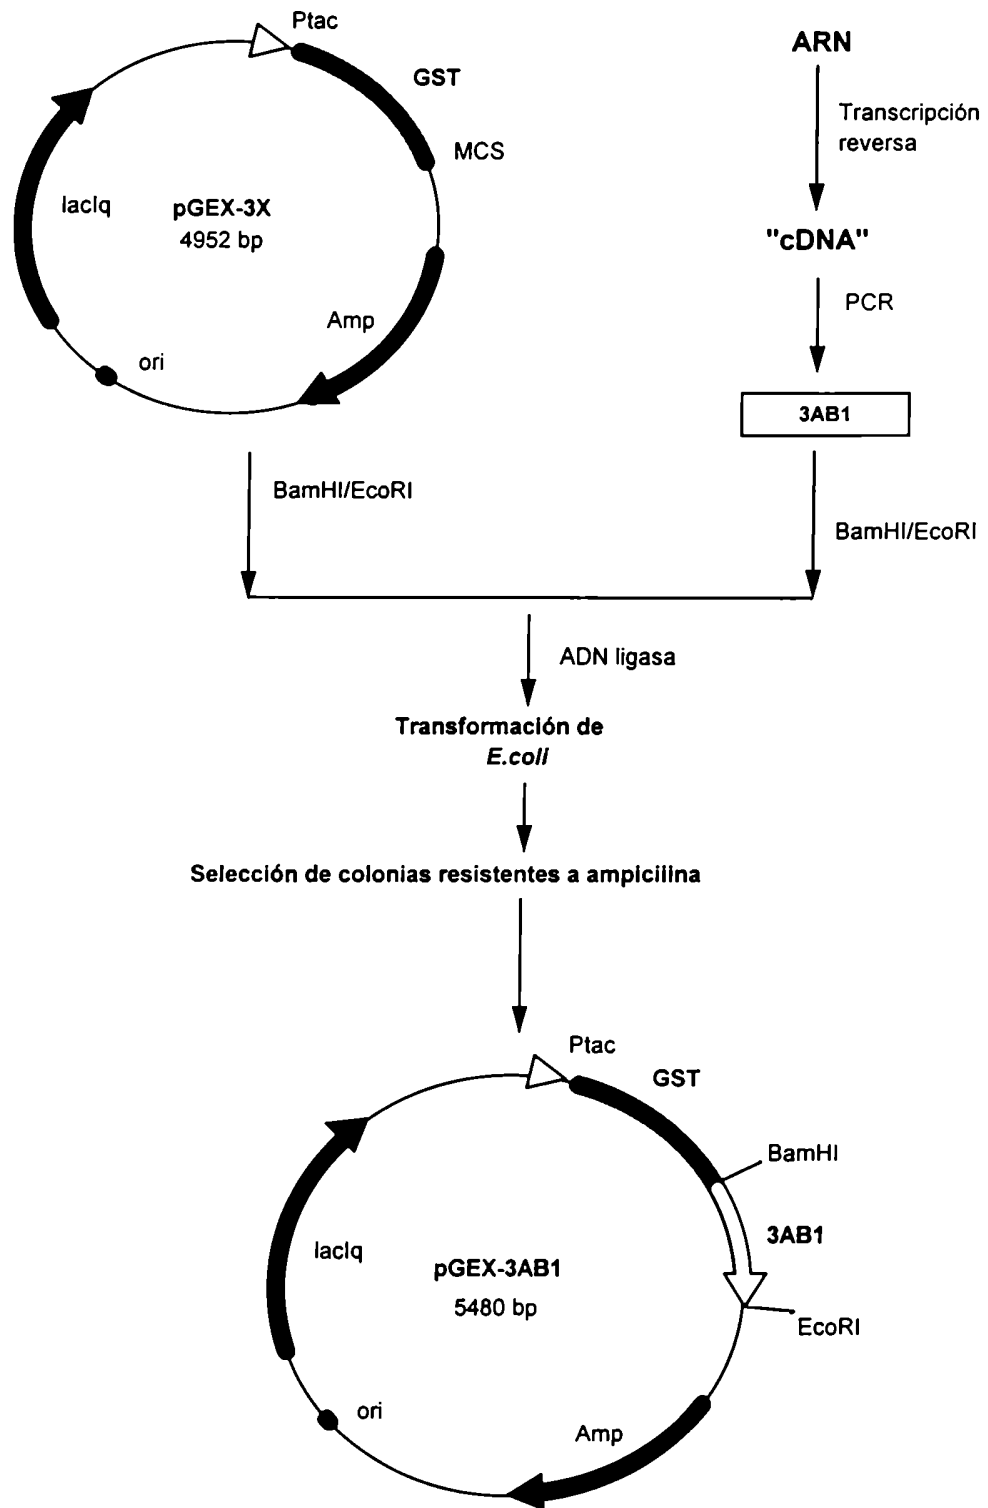 Ptac
GST
MCS
lacIq
pGEX-3X
4952 bp
Amp
ori
BamHI/EcoRI
ARN
Transcripción
reversa
"cDNA"
PCR
3AB1
BamHI/EcoRI
ADN ligasa
Transformación de
E.coli
Selección de colonias resistentes a ampicilina
Ptac
GST
BamHI
3AB1
EcoRI
lacIq
pGEX-3AB1
5480 bp
ori
Amp